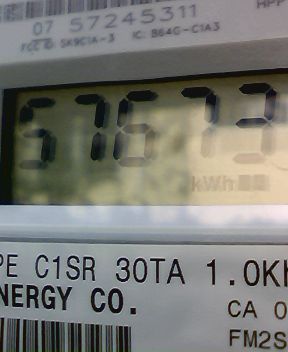 HPP
07 57245311
FCC ID SK9C1A-3 IC: 864G-C1A3
57673
kWh
PE C1SR 30TA 1.0Kh
NERGY CO.
CA 0
FM2S